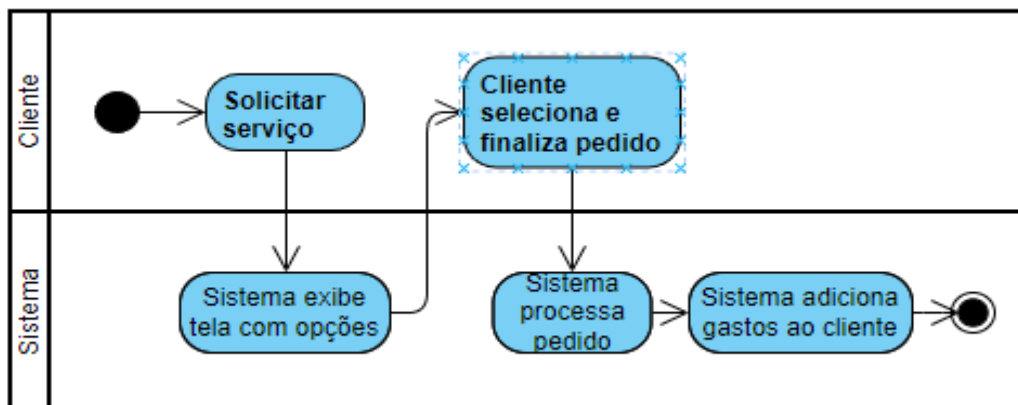 Cliente
Solicitar
serviço
Cliente
seleciona e
finaliza pedido
Sistema
Sistema exibe
tela com opções
Sistema
processa
pedido
Sistema adiciona
gastos ao cliente